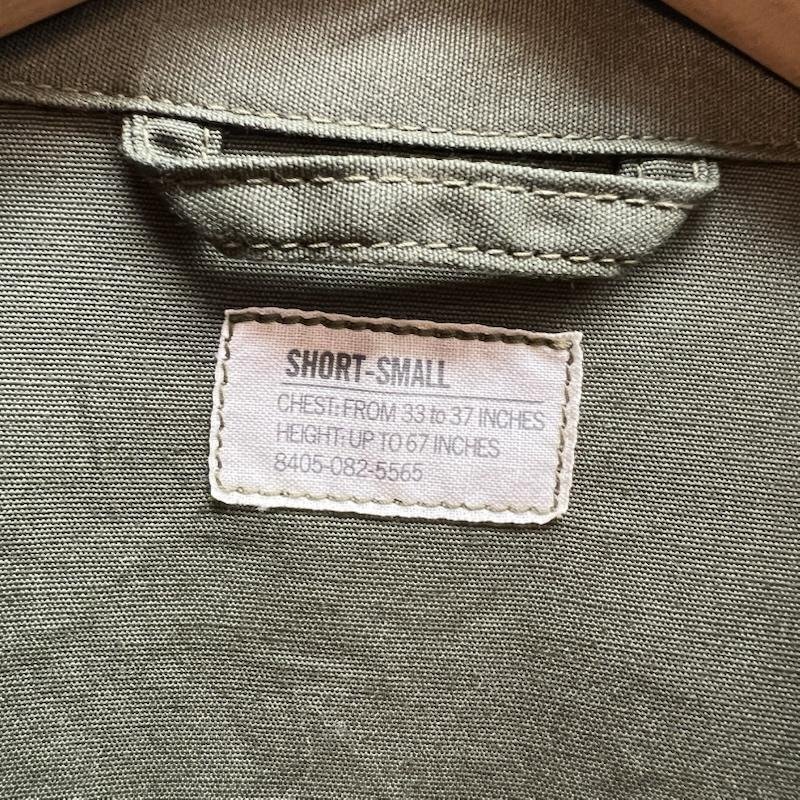 SHORT-SMALL
CHEST: FROM 33 to 37 INCHES
HEIGHT: UP TO 67 INCHES
8405-082-5565